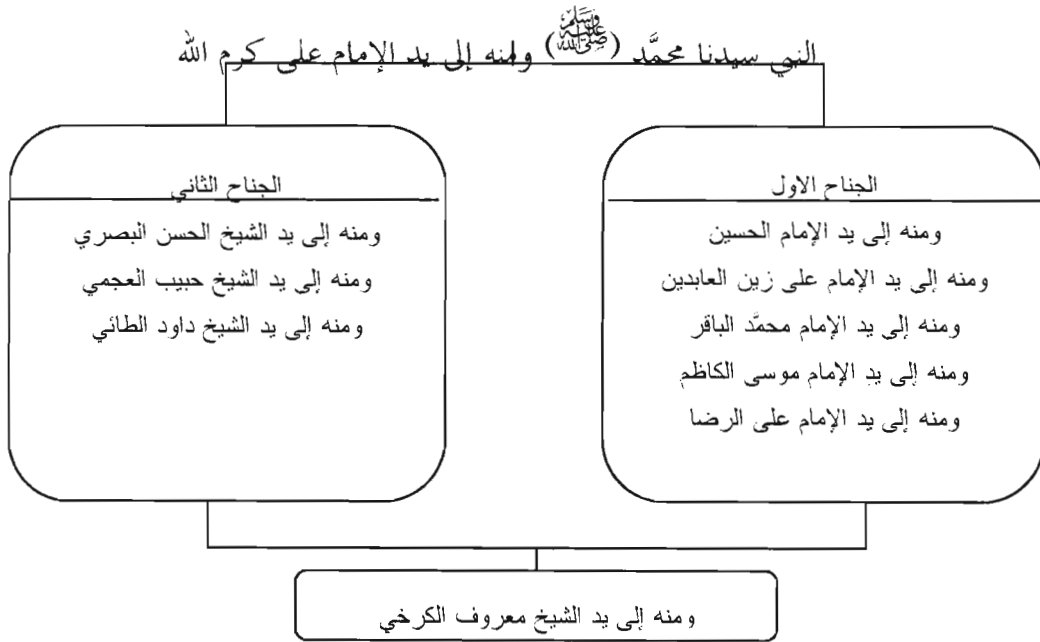 النبي سيدنا محمَّد (ﷺ) ومنه إلى يد الإمام على كرم الله
الجناح الاول
ومنه إلى يد الإمام الحسين
ومنه إلى يد الإمام على زين العابدين
ومنه إلى يد الإمام محمَّد الباقر
ومنه إلى يد الإمام موسى الكاظم
ومنه إلى يد الإمام على الرضا
الجناح الثاني
ومنه إلى يد الشيخ الحسن البصري
ومنه إلى يد الشيخ حبيب العجمي
ومنه إلى يد الشيخ داود الطائي
ومنه إلى يد الشيخ معروف الكرخي